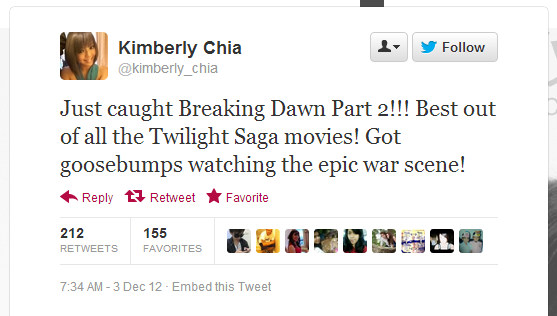 Kimberly Chia
@kimberly_chia
Follow
Just caught Breaking Dawn Part 2!!! Best out
of all the Twilight Saga movies! Got
goosebumps watching the epic war scene!
Reply Retweet Favorite
212 155
RETWEETS FAVORITES
7:34 AM - 3 Dec 12 · Embed this Tweet